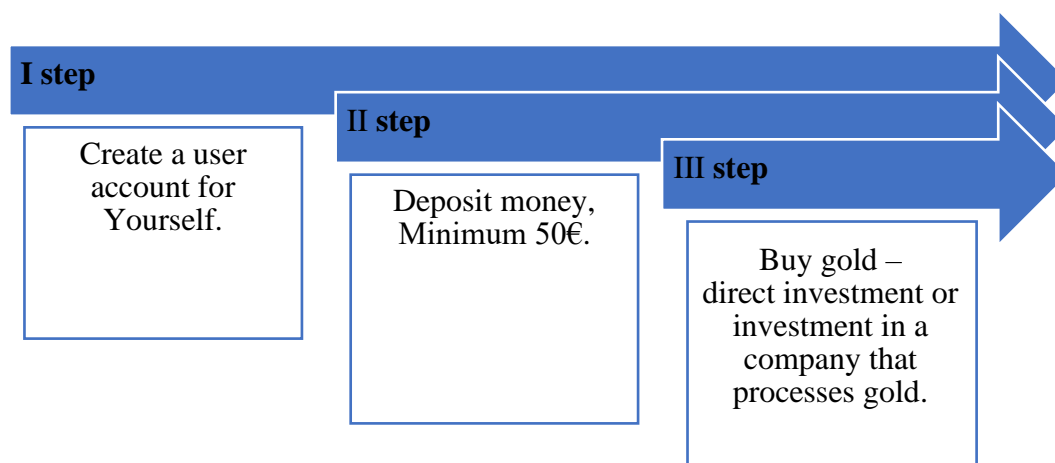 I step
Create a user
account for
Yourself.
II step
Deposit money,
Minimum 50€.
III step
Buy gold –
direct investment or
investment in a
company that
processes gold.